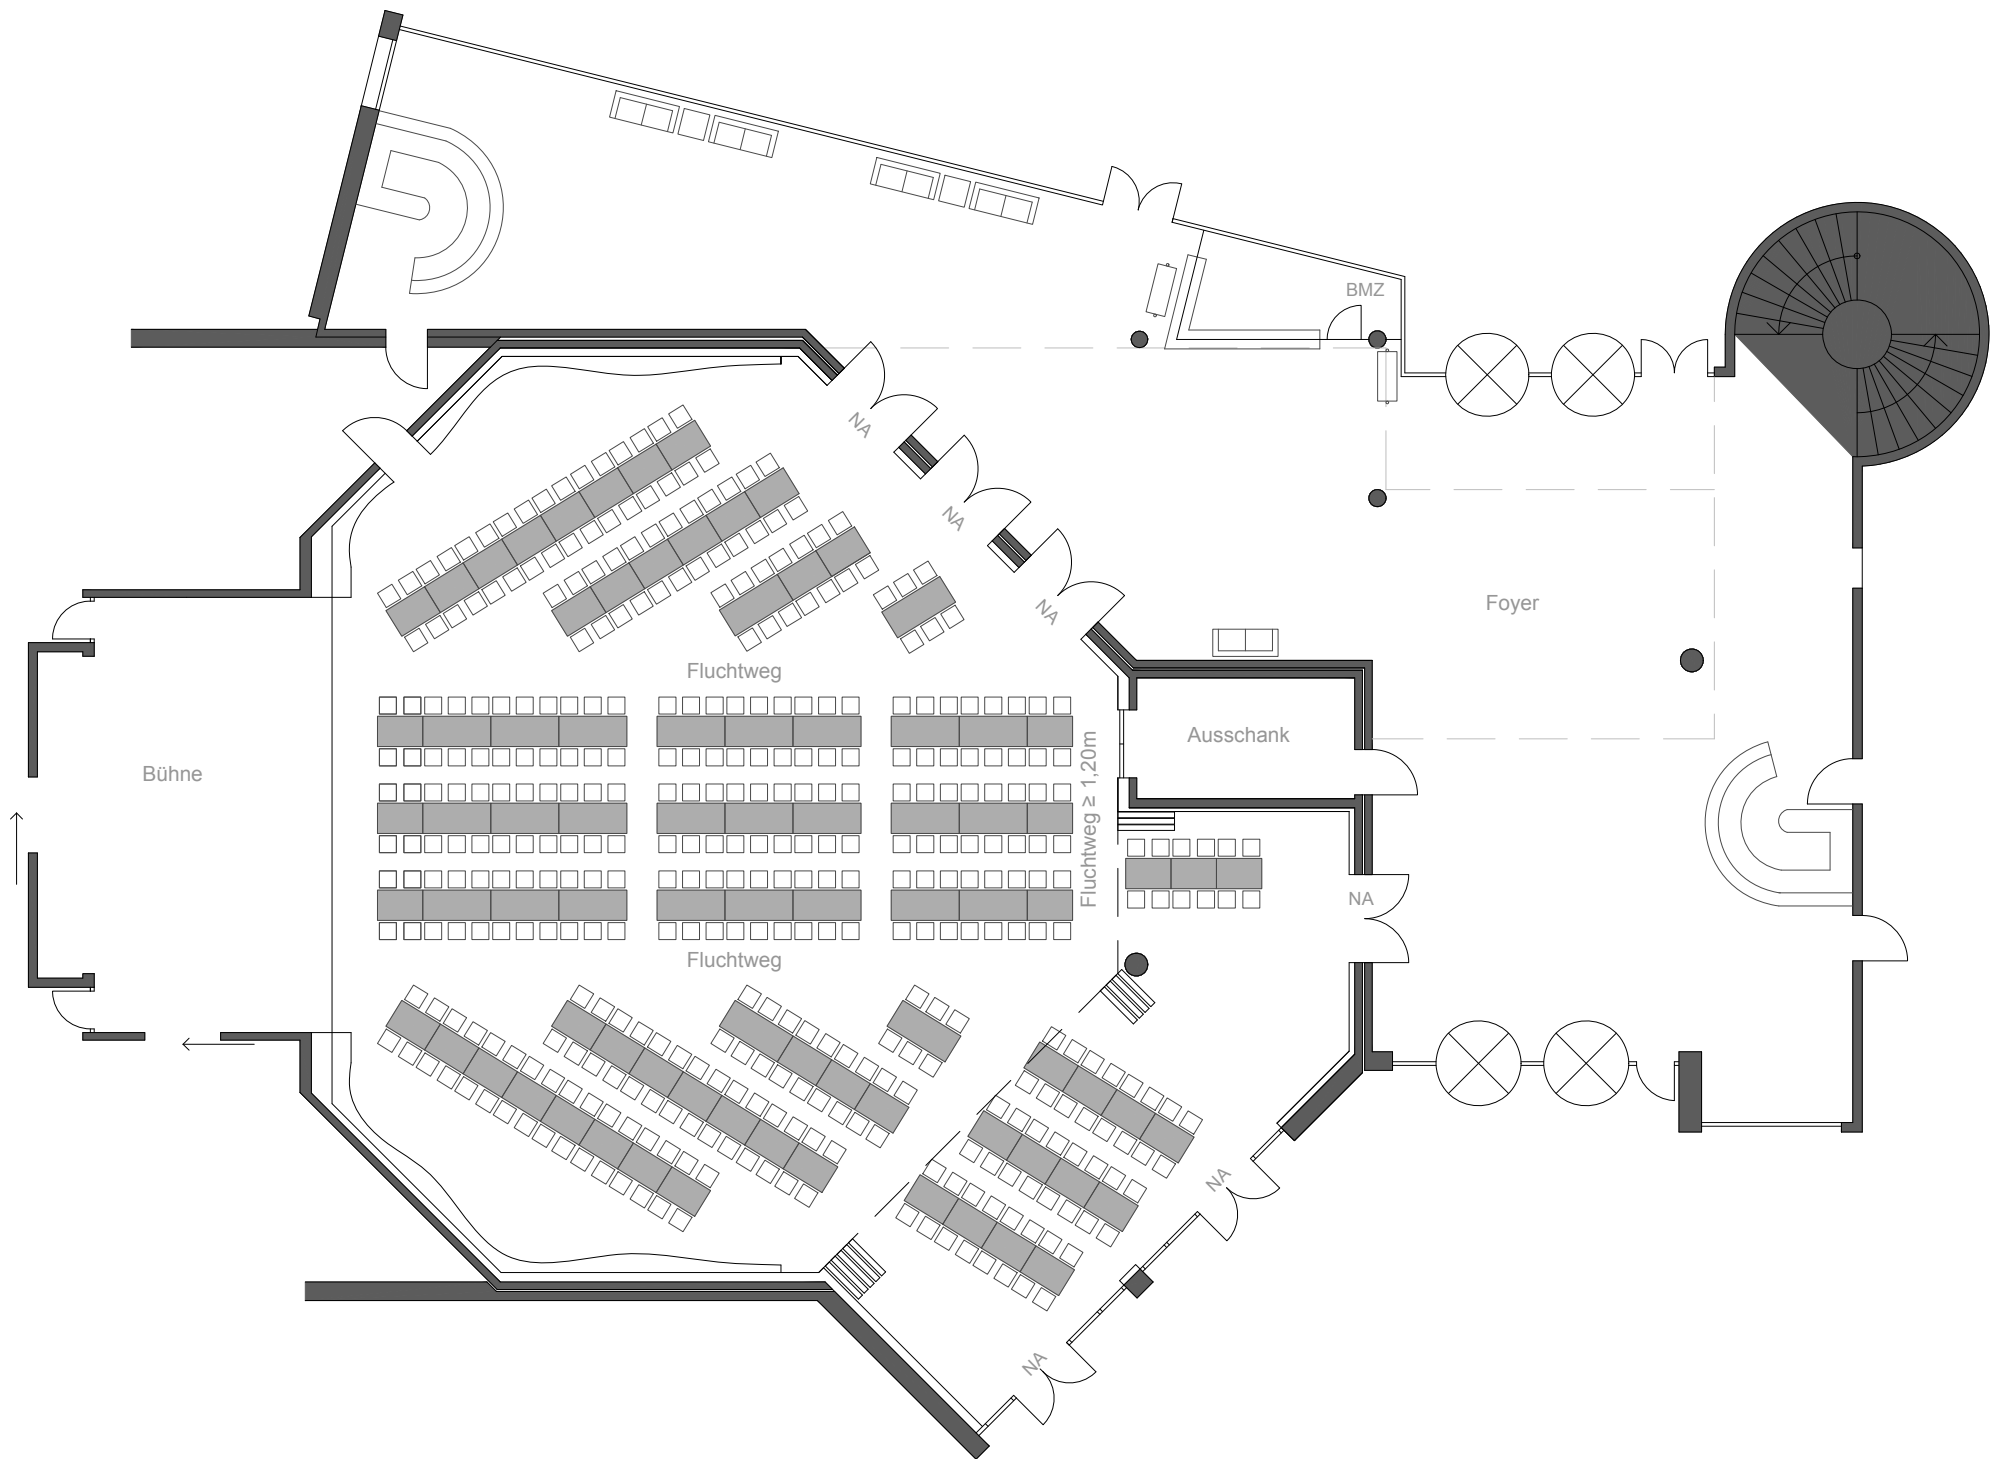 BMZ
NA
NA
NA
Foyer
Fluchtweg
Ausschank
Bühne
Fluchtweg ≥ 1,20m
NA
Fluchtweg
NA
NA